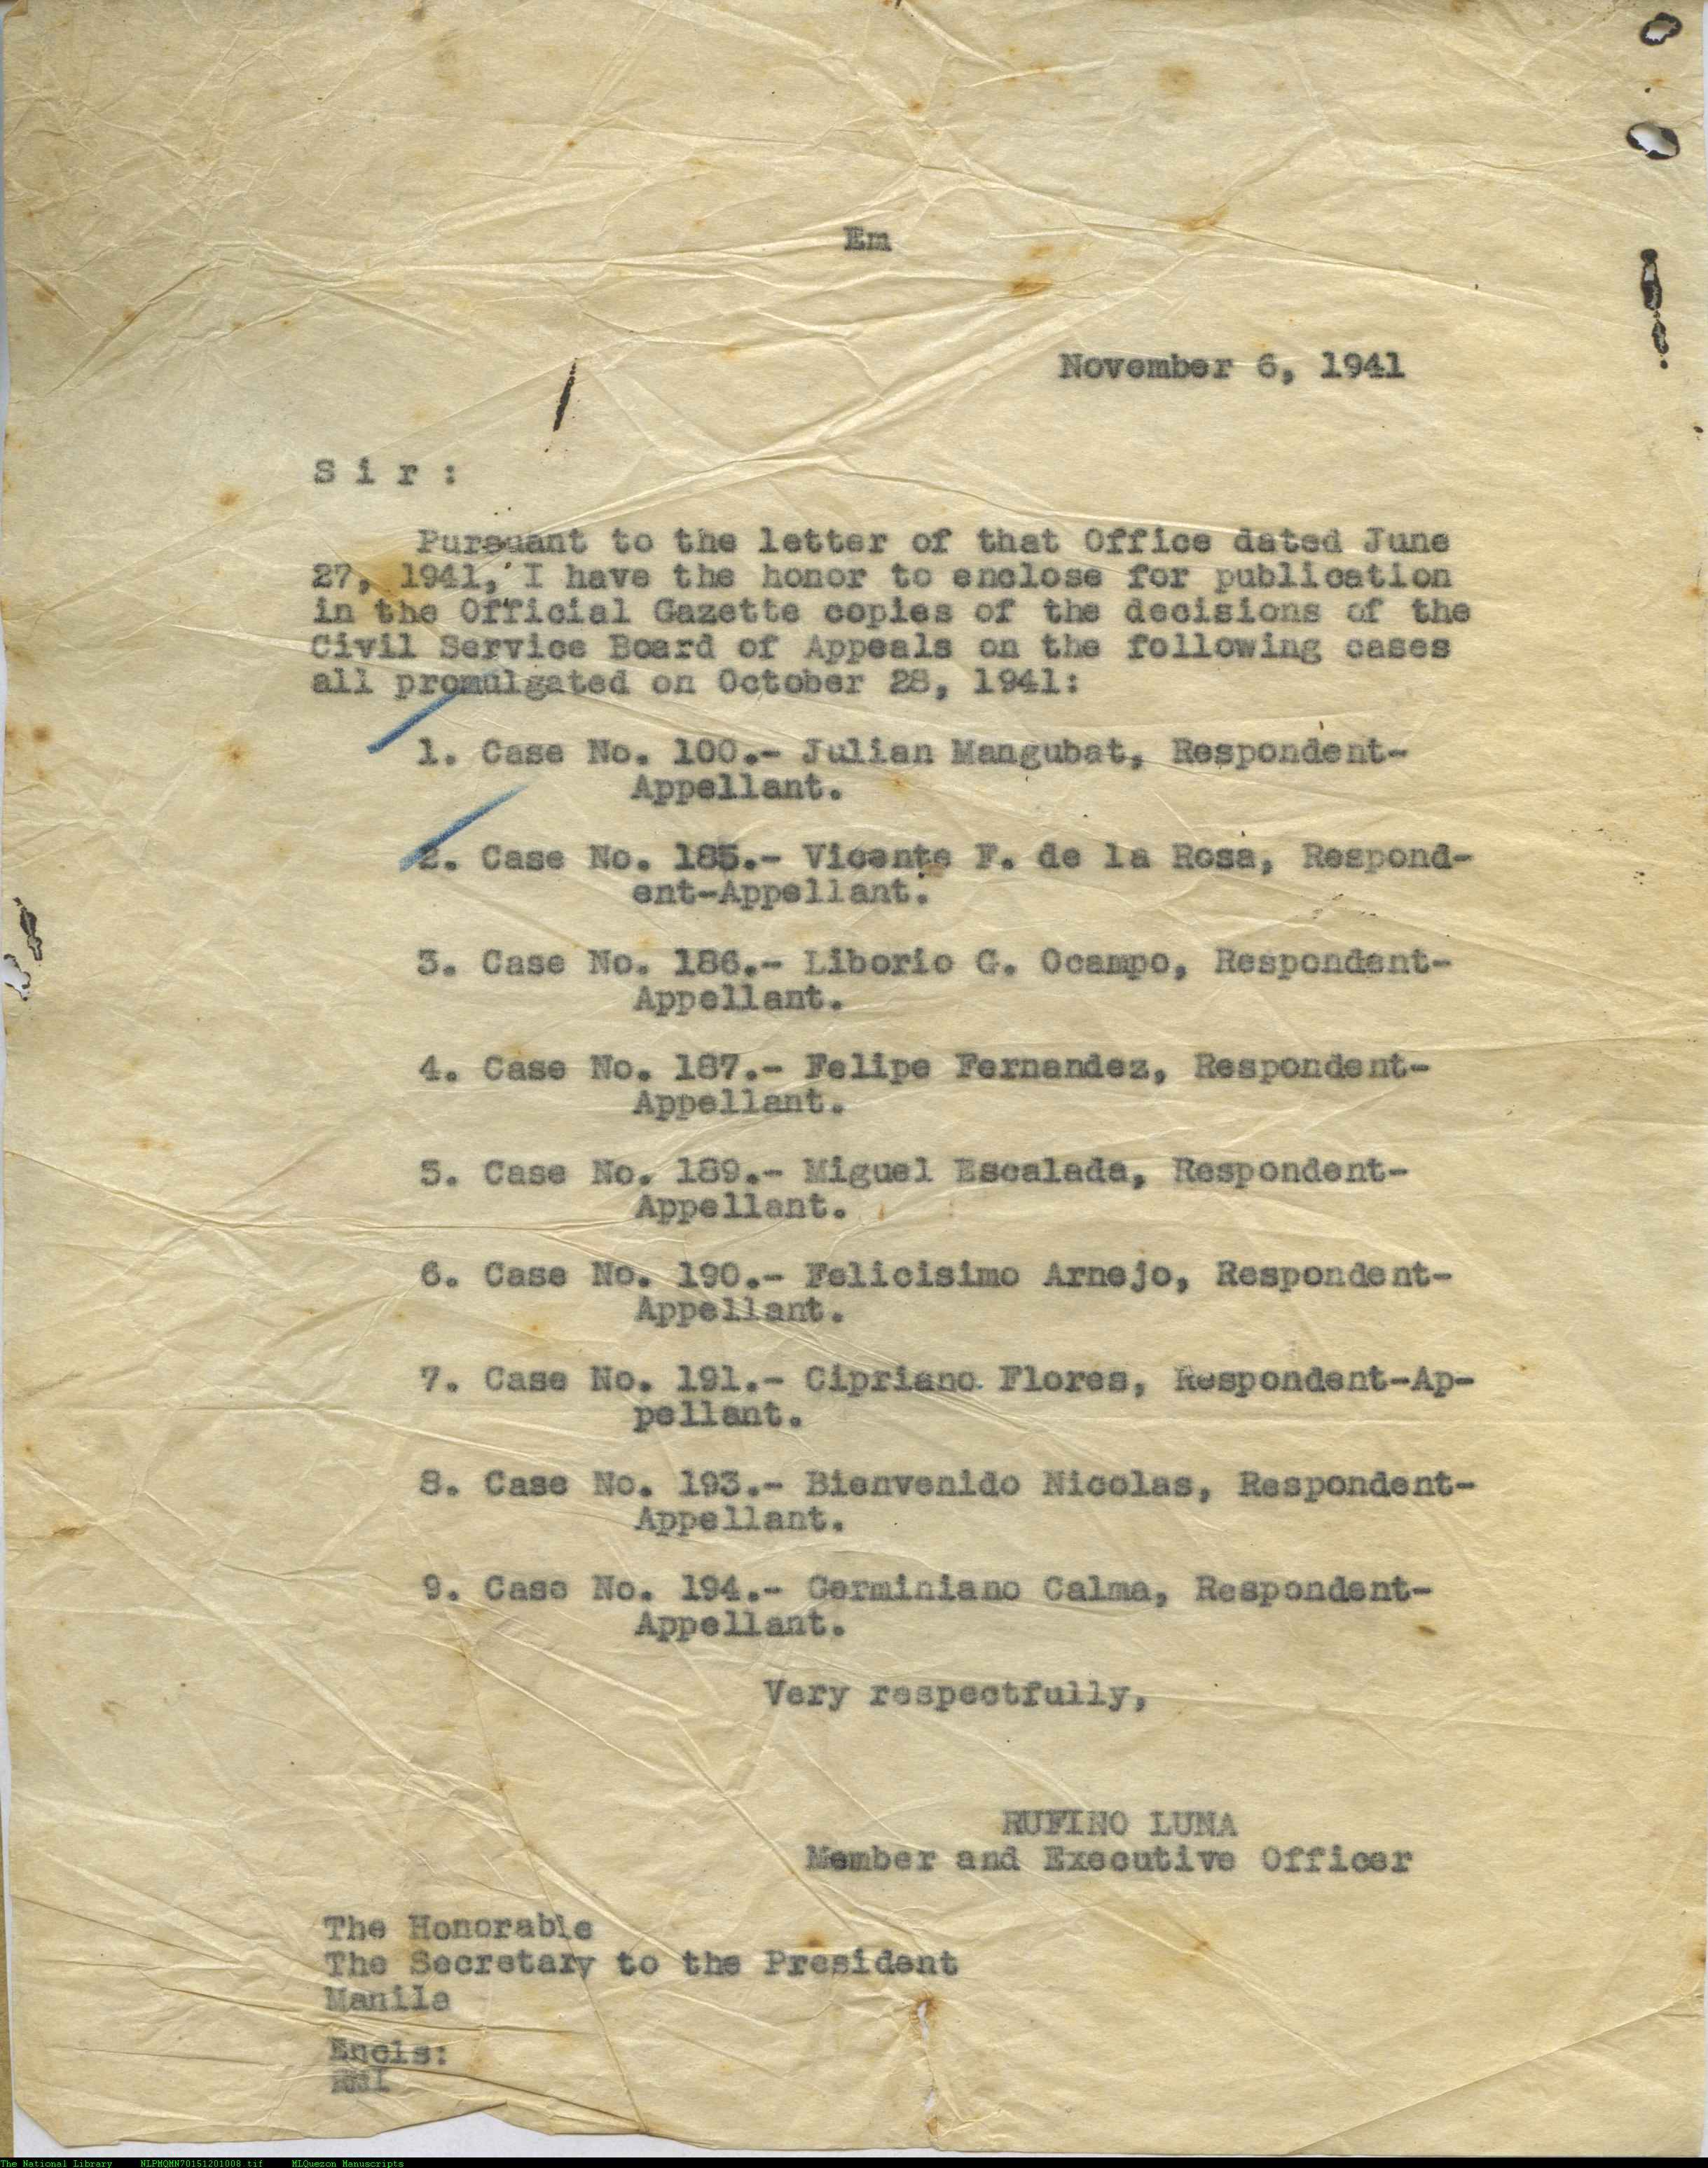 Em
November 6, 1941
S i r :
Pursuant to the letter of that Office dated June
27, 1941, I have the honor to enclose for publication
in the Official Gazette copies of the decisions of the
Civil Service Board of Appeals on the following cases
all promulgated on October 28, 1941:
1. Case No. 100.- Julian Mangubat, Respondent-
Appellant.
2. Case No. 185.- Vicente F. de la Rosa, Respond-
ent-Appellant.
3. Case No. 186.- Liborio G. Ocampo, Respondent-
Appellant.
4. Case No. 187.- Felipe Fernandez, Respondent-
Appellant.
5. Case No. 189.- Miguel Escalada, Respondent-
Appellant.
6. Case No. 190.- Felicisimo Arnejo, Respondent-
Appellant.
7. Case No. 191.- Cipriano Flores, Respondent-Ap-
pellant.
8. Case No. 193.- Bienvenido Nicolas, Respondent-
Appellant.
9. Case No. 194.- Germiniano Calma, Respondent-
Appellant.
Very respectfully,
RUFINO LUNA
Member and Executive Officer
The Honorable
The Secretary to the President
Manila
Encls:
The National Library NLPMQMN70151201008.tif MLQuezon Manuscripts